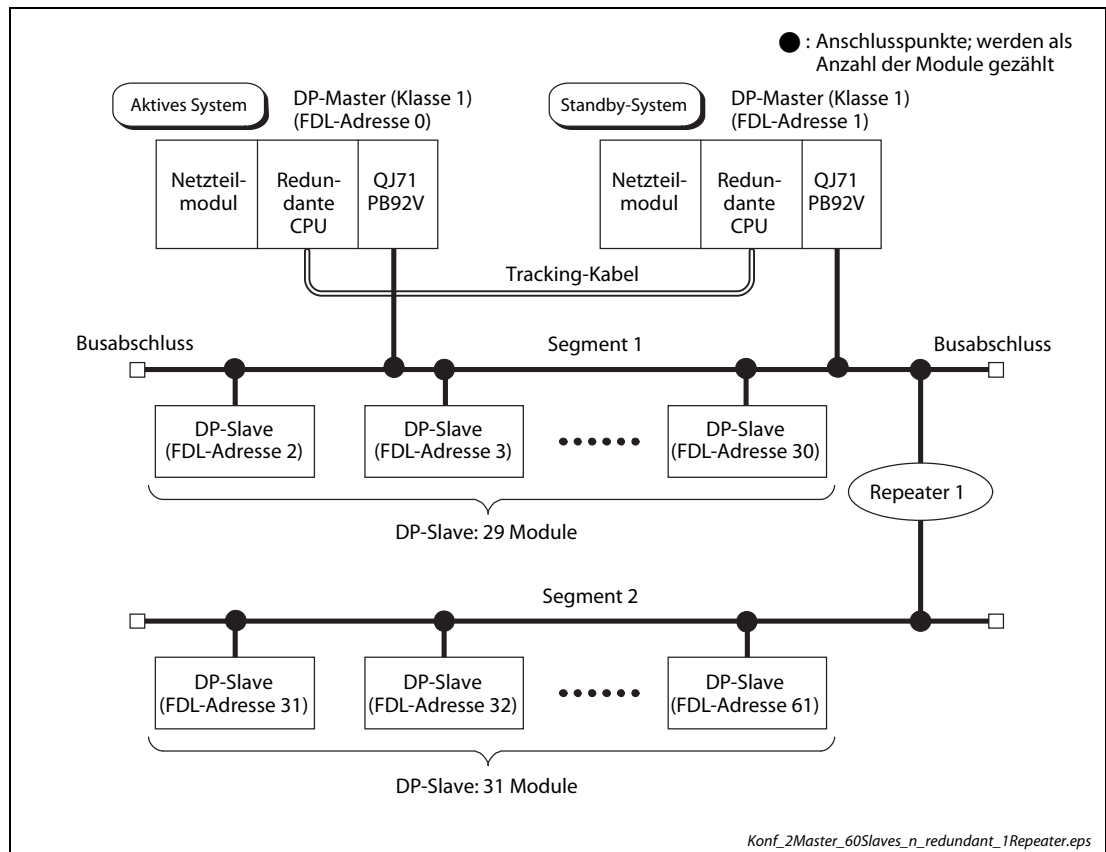 ● : Anschlusspunkte; werden als
Anzahl der Module gezählt
Aktives System
DP-Master (Klasse 1)
(FDL-Adresse 0)
Standby-System
DP-Master (Klasse 1)
(FDL-Adresse 1)
Netzteil-
modul
Redun-
dante
CPU
QJ71
PB92V
Netzteil-
modul
Redun-
dante
CPU
QJ71
PB92V
Tracking-Kabel
Busabschluss
Segment 1
Busabschluss
DP-Slave
(FDL-Adresse 2)
DP-Slave
(FDL-Adresse 3)
DP-Slave
(FDL-Adresse 30)
Repeater 1
DP-Slave: 29 Module
Segment 2
DP-Slave
(FDL-Adresse 31)
DP-Slave
(FDL-Adresse 32)
DP-Slave
(FDL-Adresse 61)
DP-Slave: 31 Module
Konf_2Master_60Slaves_n_redundant_1Repeater.eps